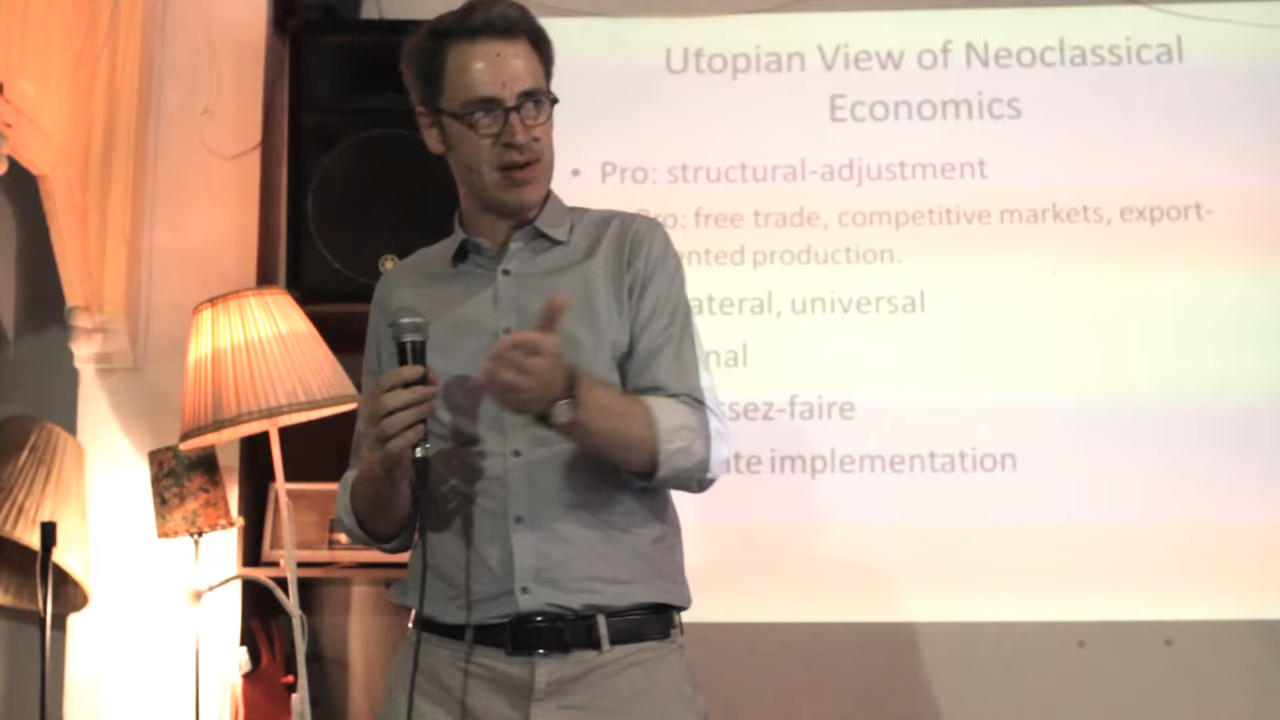 Utopian View of Neoclassical
Economics
• Pro: structural-adjustment
ro: free trade, competitive markets, export-
nted production.
ateral, universal
nal
ssez-faire
te implementation